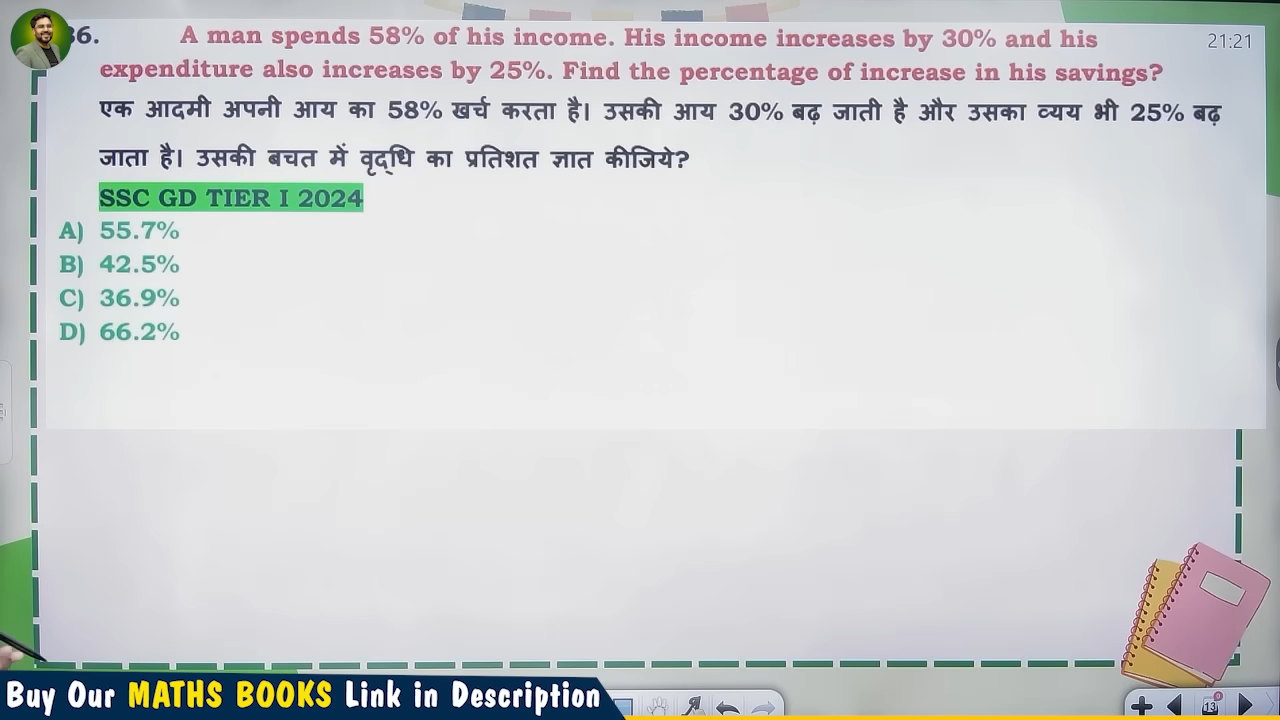 36. A man spends 58% of his income. His income increases by 30% and his
21:21
expenditure also increases by 25%. Find the percentage of increase in his savings?
एक आदमी अपनी आय का 58% खर्च करता है। उसकी आय 30% बढ़ जाती है और उसका व्यय भी 25% बढ़
जाता है। उसकी बचत में वृद्धि का प्रतिशत ज्ञात कीजिये?
SSC GD TIER I 2024
A) 55.7%
B) 42.5%
C) 36.9%
D) 66.2%
Buy Our MATHS BOOKS Link in Description
13